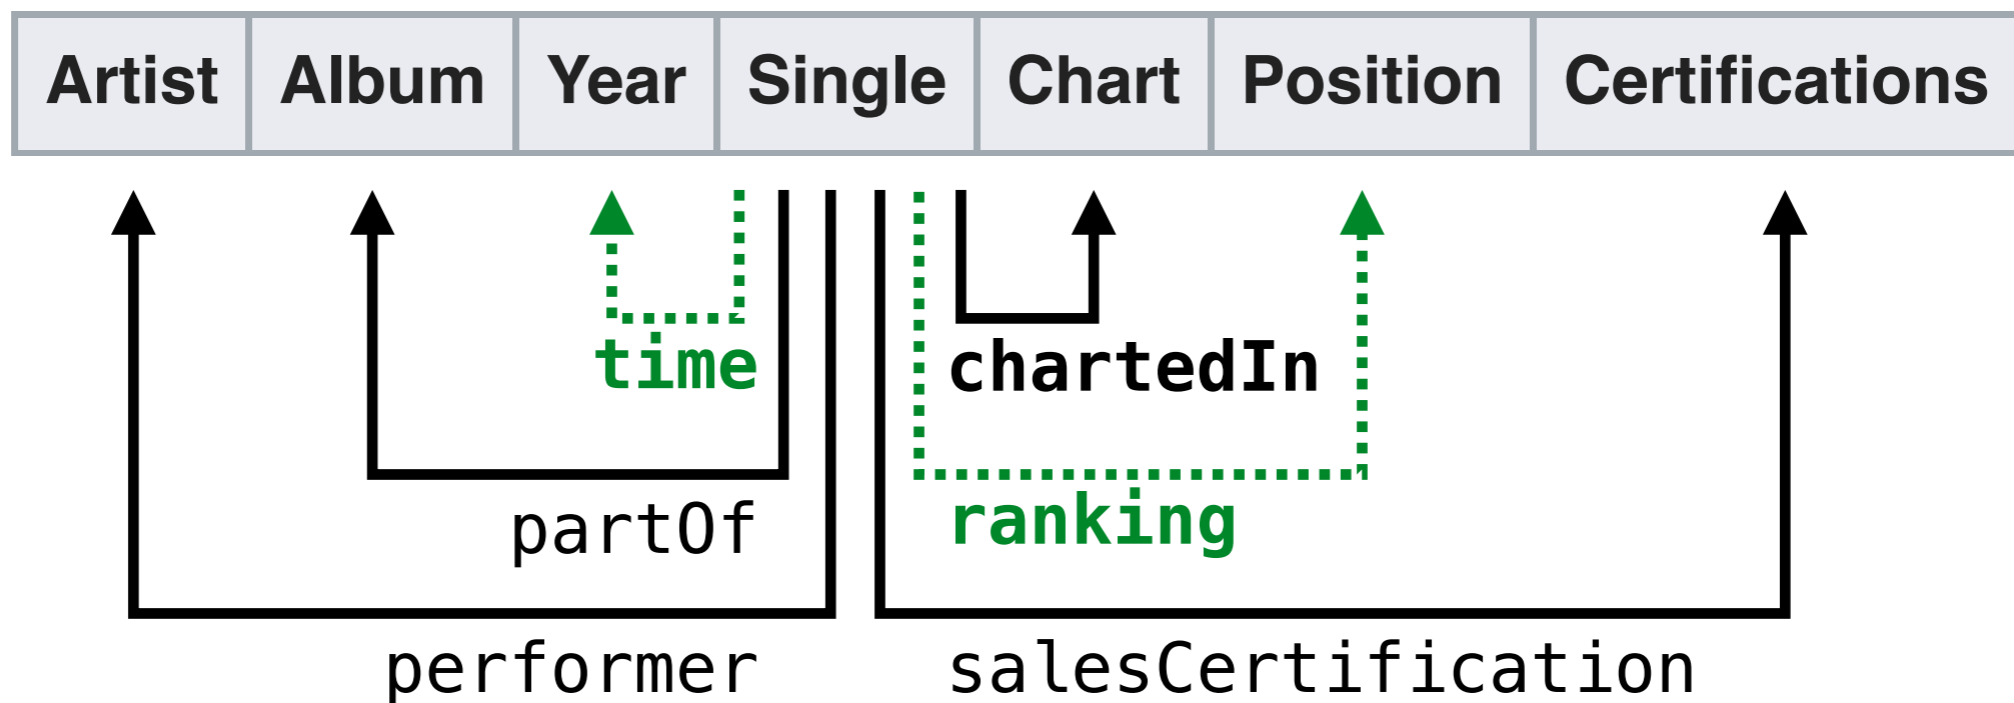 Artist Album Year Single Chart Position Certifications
time chartedIn
partOf ranking
performer salesCertification